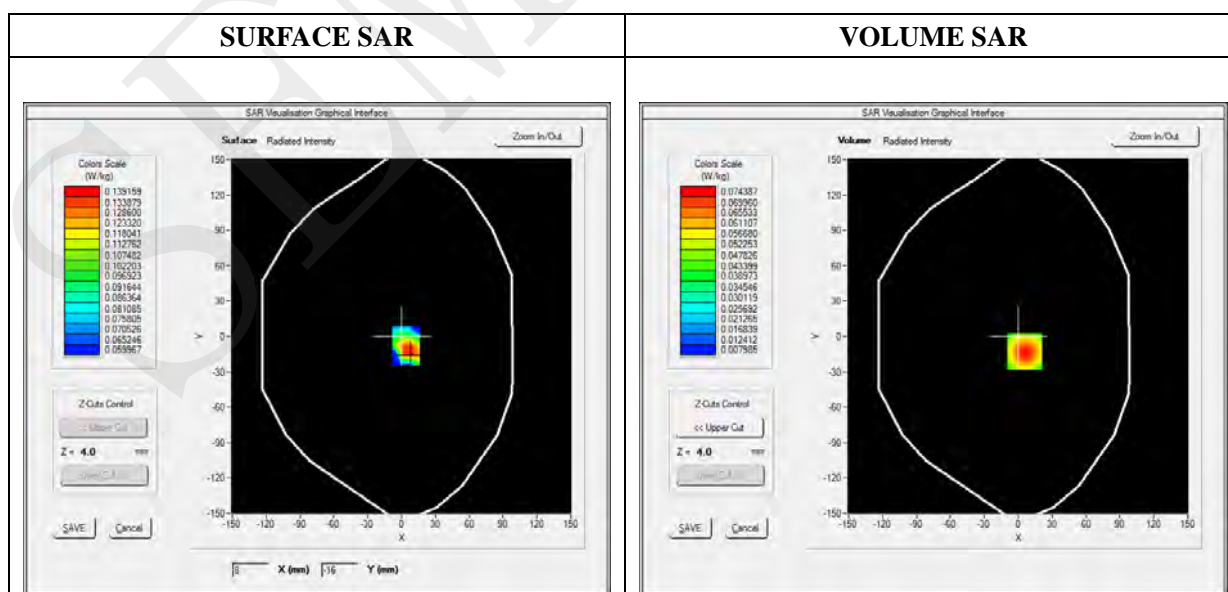 SURFACE SAR
VOLUME SAR
SAR Visualisation Graphical Interface
Surface Radiated Intensity
Zoom In/Out
Colors Scale
(W/kg)
0.139159
0.133879
0.128600
0.123320
0.118041
0.112762
0.107482
0.102203
0.096923
0.091644
0.086364
0.081085
0.075805
0.070526
0.065246
0.059967
Z-Cuts Control
<< Upper Cut
Z = 4.0 mm
SAVE
Cancel
150
120
90
60
30
0
-30
-60
-90
-120
-150
Y
-150 -120 -90 -60 -30 0 30 60 90 120 150
X
8 X (mm) -16 Y (mm)
SAR Visualisation Graphical Interface
Volume Radiated Intensity
Zoom In/Out
Colors Scale
(W/kg)
0.074387
0.069960
0.065533
0.061107
0.056680
0.052253
0.047826
0.043399
0.038973
0.034546
0.030119
0.025692
0.021265
0.016839
0.012412
0.007985
Z-Cuts Control
<< Upper Cut
Z = 4.0 mm
SAVE
Cancel
150
120
90
60
30
0
-30
-60
-90
-120
-150
Y
-150 -120 -90 -60 -30 0 30 60 90 120 150
X